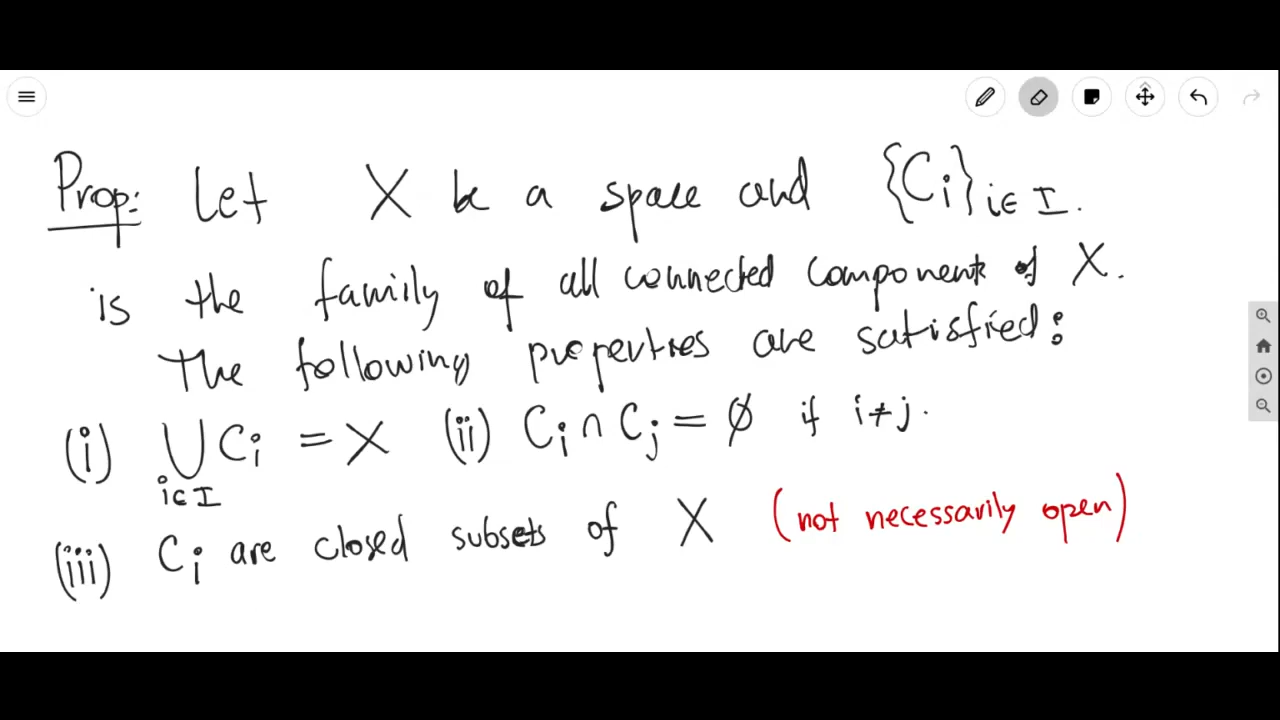 Prop: Let X be a space and {Ci}i∈I.
is the family of all connected component of X.
The following properties are satisfied:
(i) ⋃i∈I Ci = X (ii) Ci ∩ Cj = ∅ if i≠j.
(iii) Ci are closed subsets of X (not necessarily open)